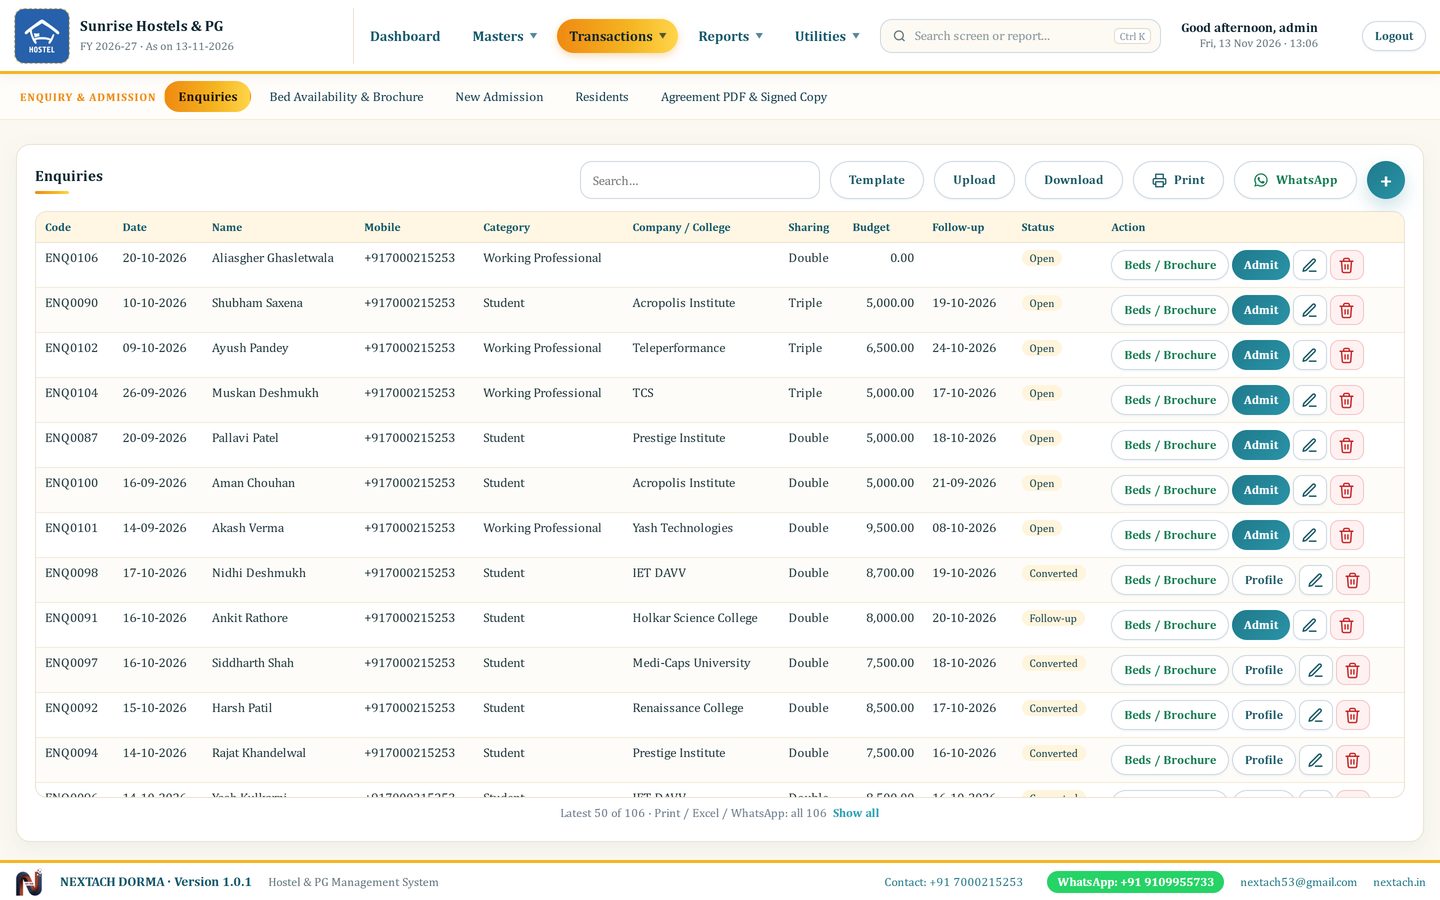 HOSTEL
Sunrise Hostels & PG
FY 2026-27 · As on 13-11-2026
Dashboard
Masters
Transactions
Reports
Utilities
Search screen or report...
Ctrl K
Good afternoon, admin
Fri, 13 Nov 2026 · 13:06
Logout
ENQUIRY & ADMISSION
Enquiries
Bed Availability & Brochure
New Admission
Residents
Agreement PDF & Signed Copy
Enquiries
Search...
Template
Upload
Download
Print
WhatsApp
+
Code Date Name Mobile Category Company / College Sharing Budget Follow-up Status Action
ENQ0106 20-10-2026 Aliasgher Ghasletwala +917000215253 Working Professional Double 0.00 Open Beds / Brochure Admit
ENQ0090 10-10-2026 Shubham Saxena +917000215253 Student Acropolis Institute Triple 5,000.00 19-10-2026 Open Beds / Brochure Admit
ENQ0102 09-10-2026 Ayush Pandey +917000215253 Working Professional Teleperformance Triple 6,500.00 24-10-2026 Open Beds / Brochure Admit
ENQ0104 26-09-2026 Muskan Deshmukh +917000215253 Working Professional TCS Triple 5,000.00 17-10-2026 Open Beds / Brochure Admit
ENQ0087 20-09-2026 Pallavi Patel +917000215253 Student Prestige Institute Double 5,000.00 18-10-2026 Open Beds / Brochure Admit
ENQ0100 16-09-2026 Aman Chouhan +917000215253 Student Acropolis Institute Double 5,000.00 21-09-2026 Open Beds / Brochure Admit
ENQ0101 14-09-2026 Akash Verma +917000215253 Working Professional Yash Technologies Double 9,500.00 08-10-2026 Open Beds / Brochure Admit
ENQ0098 17-10-2026 Nidhi Deshmukh +917000215253 Student IET DAVV Double 8,700.00 19-10-2026 Converted Beds / Brochure Profile
ENQ0091 16-10-2026 Ankit Rathore +917000215253 Student Holkar Science College Double 8,000.00 20-10-2026 Follow-up Beds / Brochure Admit
ENQ0097 16-10-2026 Siddharth Shah +917000215253 Student Medi-Caps University Double 7,500.00 18-10-2026 Converted Beds / Brochure Profile
ENQ0092 15-10-2026 Harsh Patil +917000215253 Student Renaissance College Double 8,500.00 17-10-2026 Converted Beds / Brochure Profile
ENQ0094 14-10-2026 Rajat Khandelwal +917000215253 Student Prestige Institute Double 7,500.00 16-10-2026 Converted Beds / Brochure Profile
Latest 50 of 106 · Print / Excel / WhatsApp: all 106 Show all
NEXTACH DORMA · Version 1.0.1
Hostel & PG Management System
Contact: +91 7000215253
WhatsApp: +91 9109955733
nextach53@gmail.com
nextach.in